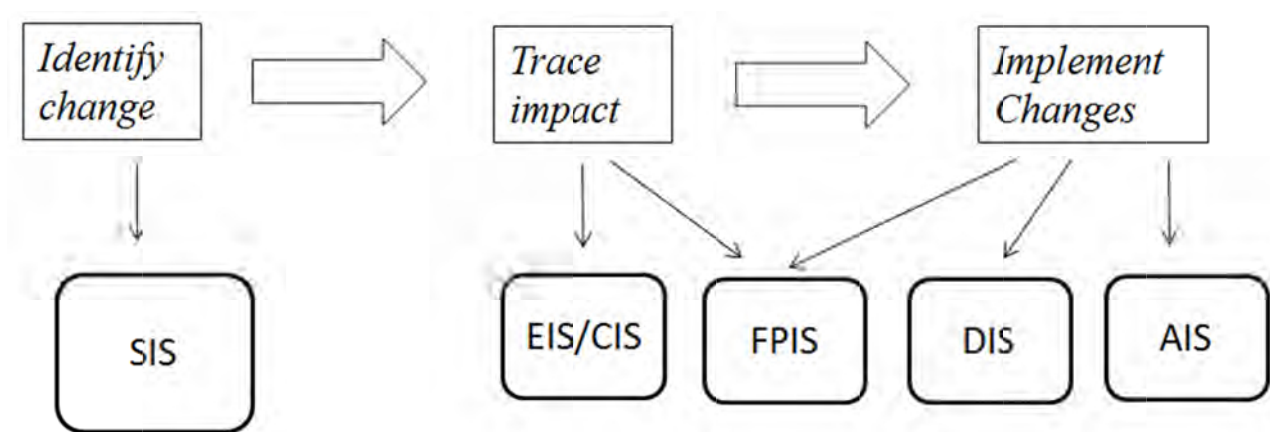 Identify
change
Trace
impact
Implement
Changes
SIS
EIS/CIS
FPIS
DIS
AIS